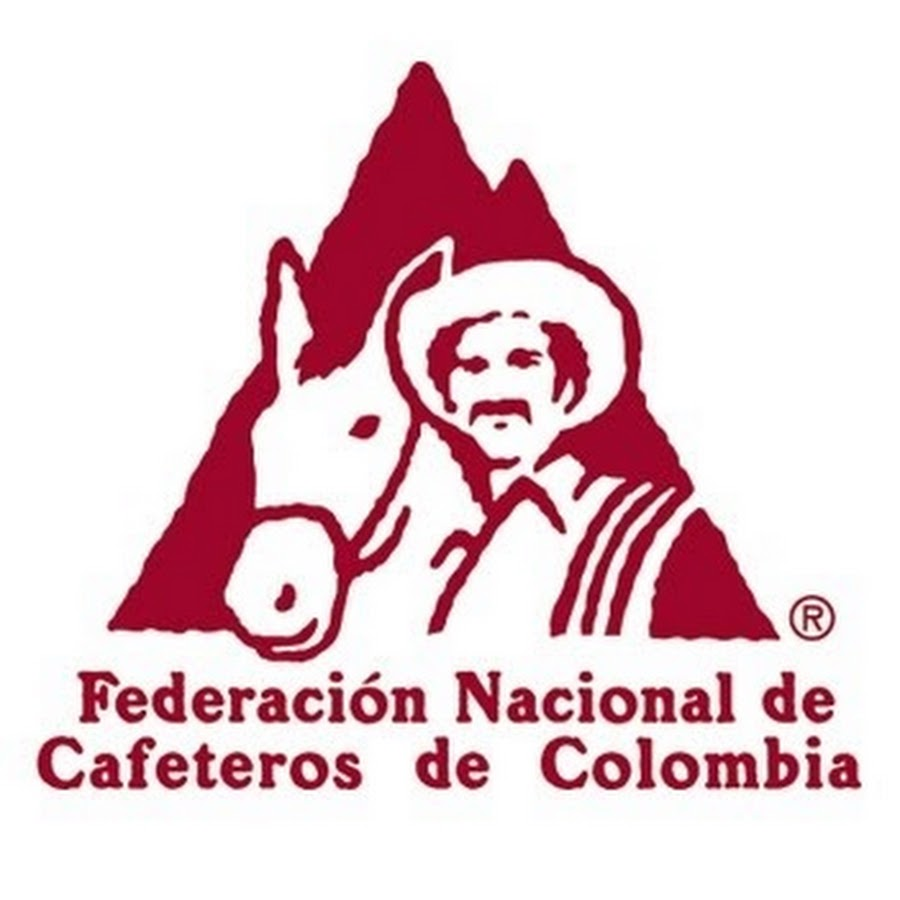 ®
Federación Nacional de
Cafeteros de Colombia